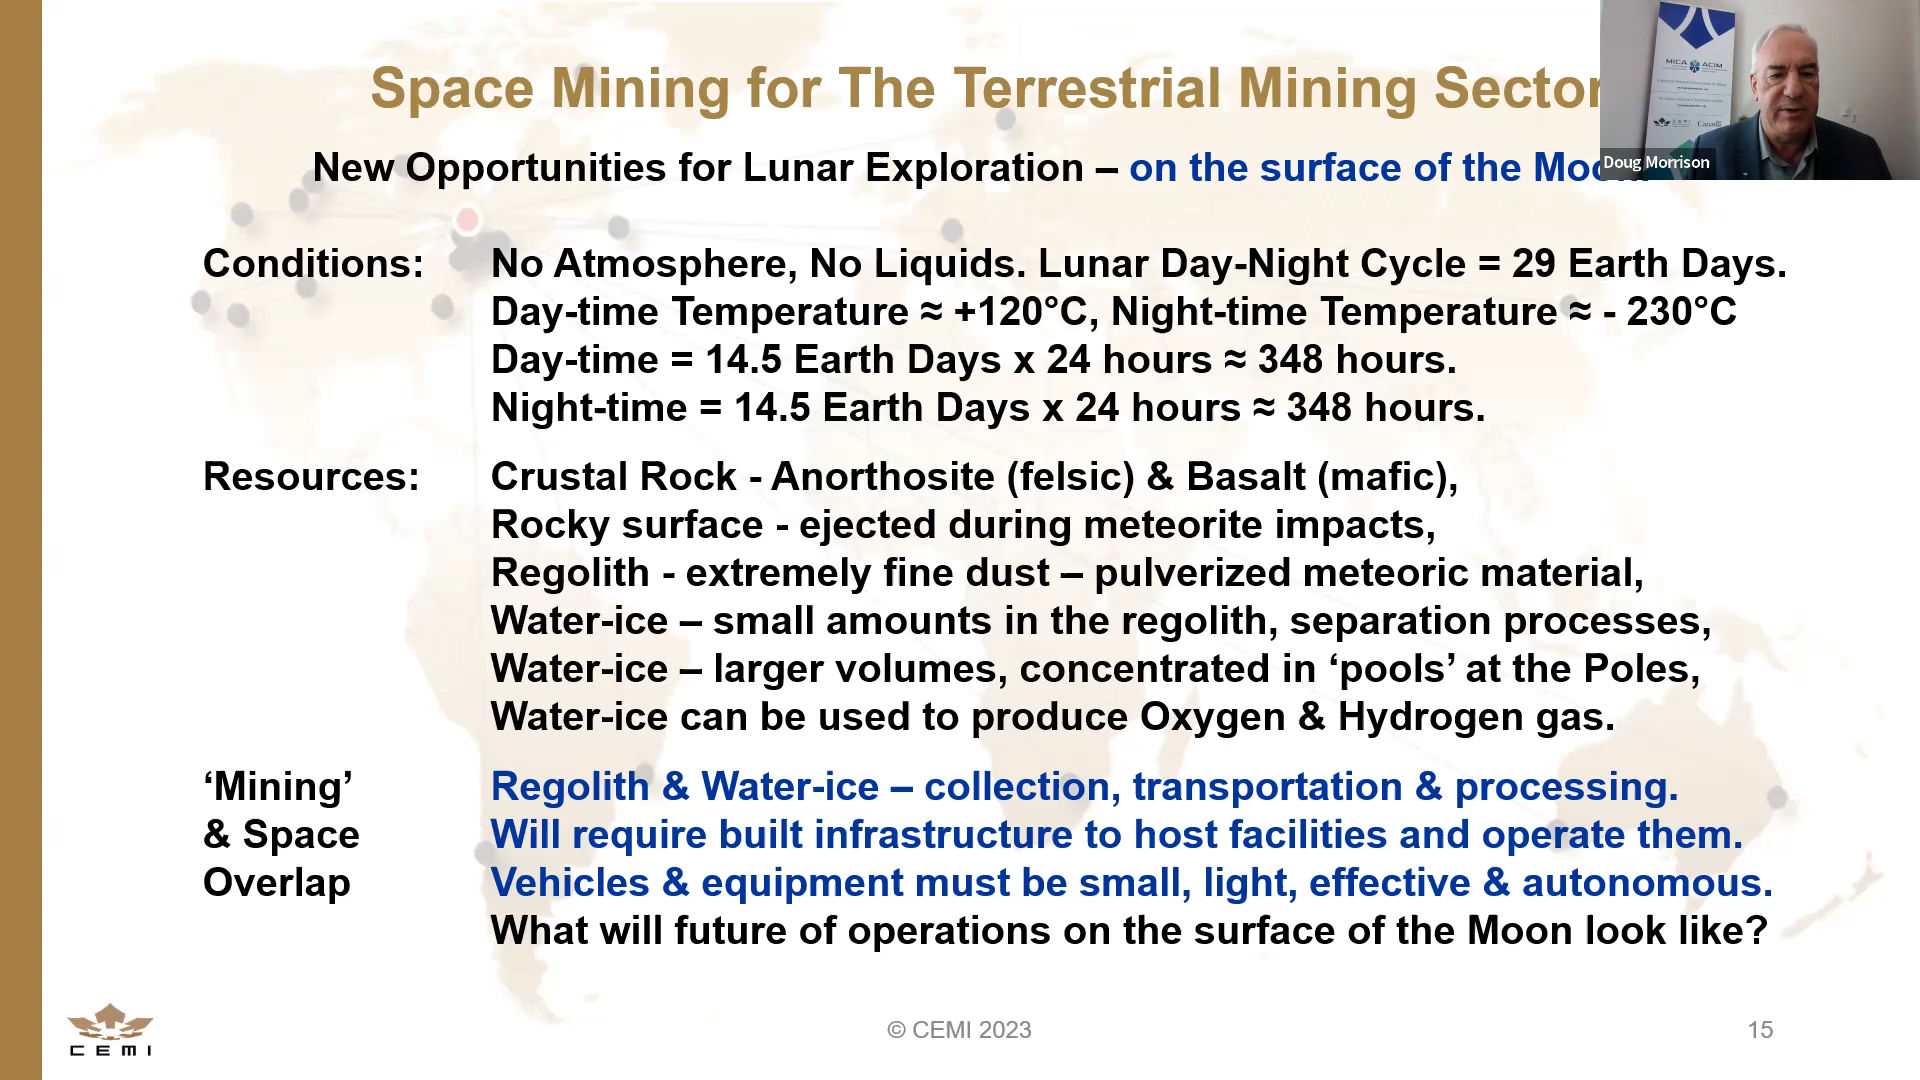 Space Mining for The Terrestrial Mining Sector
New Opportunities for Lunar Exploration – on the surface of the Moon.
MICA ACIM
CEMI Canada
Doug Morrison
Conditions: No Atmosphere, No Liquids. Lunar Day-Night Cycle = 29 Earth Days.
Day-time Temperature ≈ +120°C, Night-time Temperature ≈ - 230°C
Day-time = 14.5 Earth Days x 24 hours ≈ 348 hours.
Night-time = 14.5 Earth Days x 24 hours ≈ 348 hours.
Resources: Crustal Rock - Anorthosite (felsic) & Basalt (mafic),
Rocky surface - ejected during meteorite impacts,
Regolith - extremely fine dust – pulverized meteoric material,
Water-ice – small amounts in the regolith, separation processes,
Water-ice – larger volumes, concentrated in ‘pools’ at the Poles,
Water-ice can be used to produce Oxygen & Hydrogen gas.
‘Mining’ Regolith & Water-ice – collection, transportation & processing.
& Space Will require built infrastructure to host facilities and operate them.
Overlap Vehicles & equipment must be small, light, effective & autonomous.
What will future of operations on the surface of the Moon look like?
CEMI
© CEMI 2023
15